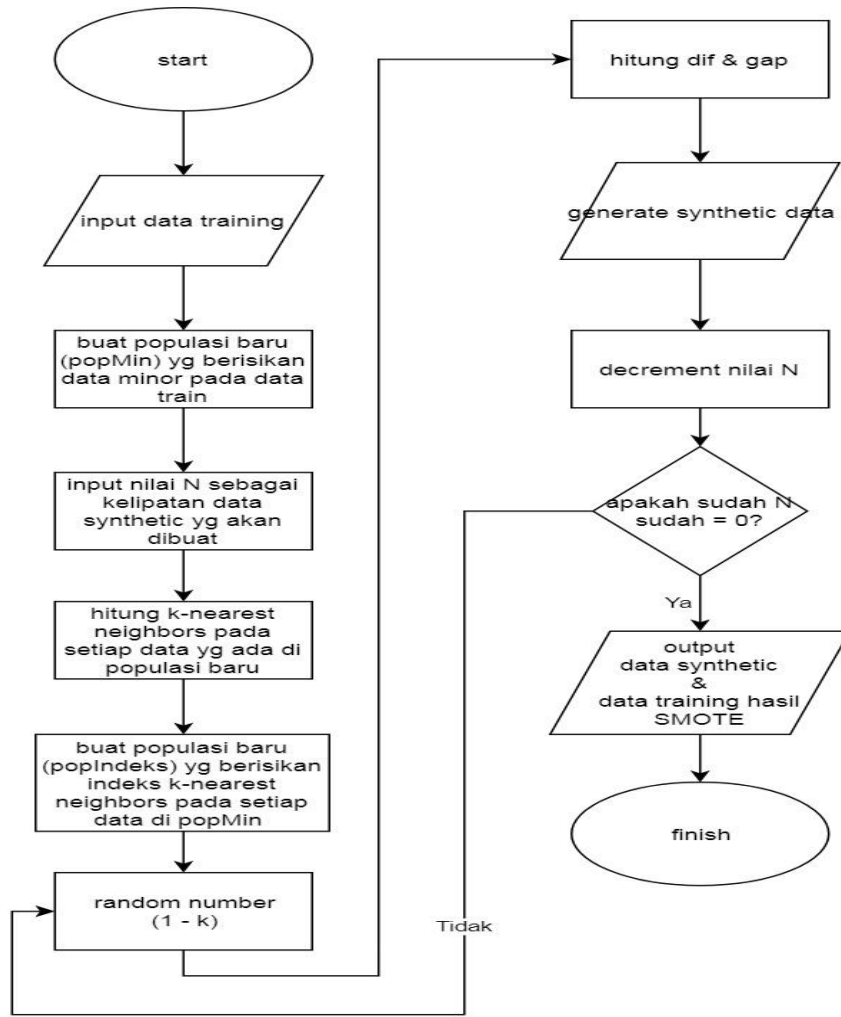 start
input data training
buat populasi baru
(popMin) yg berisikan
data minor pada data
train
input nilai N sebagai
kelipatan data
synthetic yg akan
dibuat
hitung k-nearest
neighbors pada
setiap data yg ada di
populasi baru
buat populasi baru
(popIndeks) yg berisikan
indeks k-nearest
neighbors pada setiap
data di popMin
random number
(1 - k)
hitung dif & gap
generate synthetic data
decrement nilai N
apakah sudah N
sudah = 0?
Tidak
Ya
output
data synthetic
&
data training hasil
SMOTE
finish